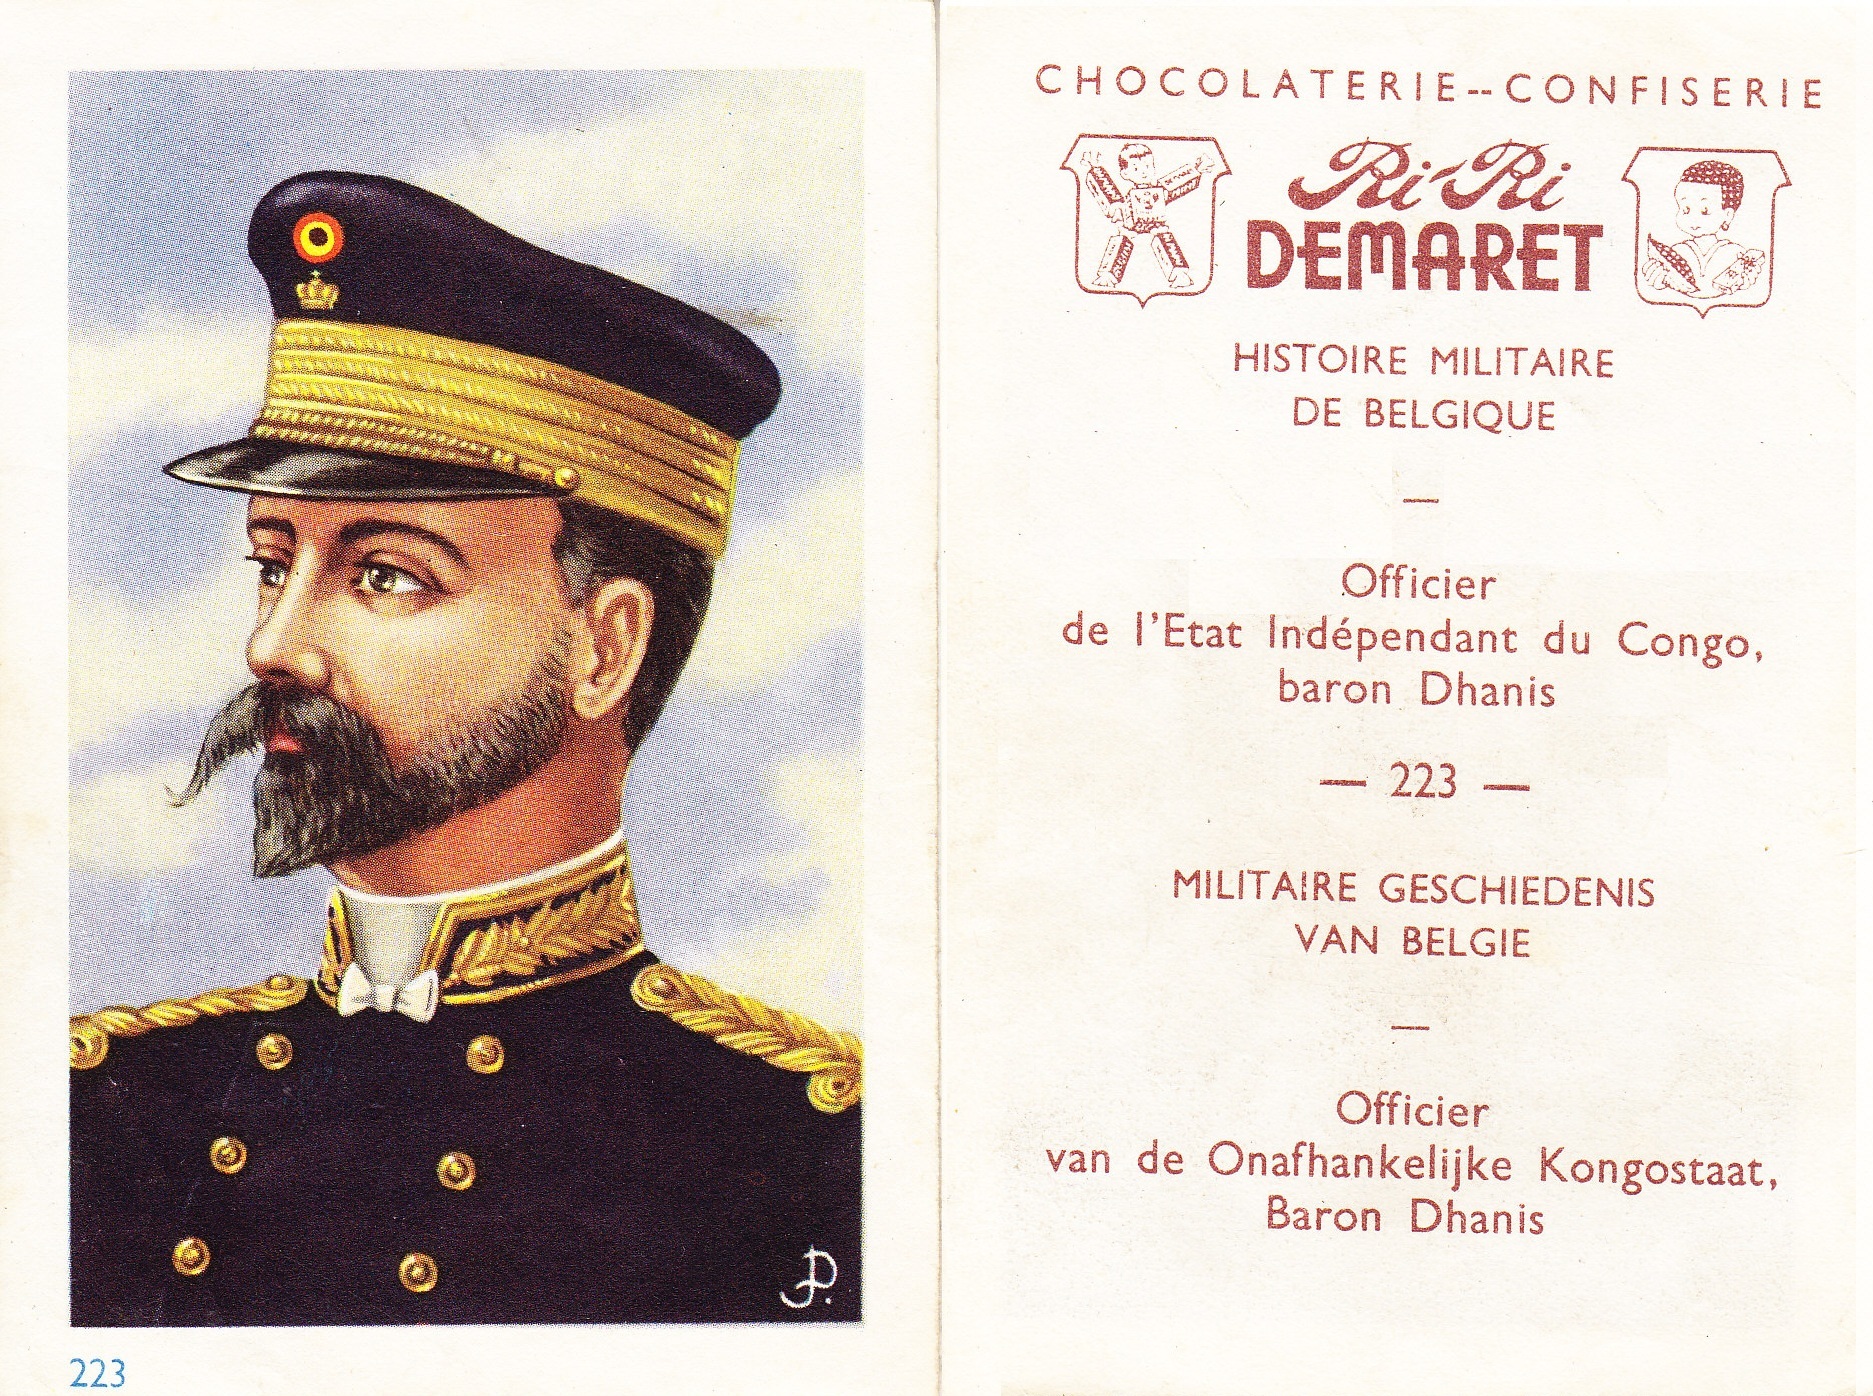 JP.
223
CHOCOLATERIE--CONFISERIE
Ri-Ri
DEMARET
HISTOIRE MILITAIRE
DE BELGIQUE
—
Officier
de l'Etat Indépendant du Congo,
baron Dhanis
— 223 —
MILITAIRE GESCHIEDENIS
VAN BELGIE
—
Officier
van de Onafhankelijke Kongostaat,
Baron Dhanis